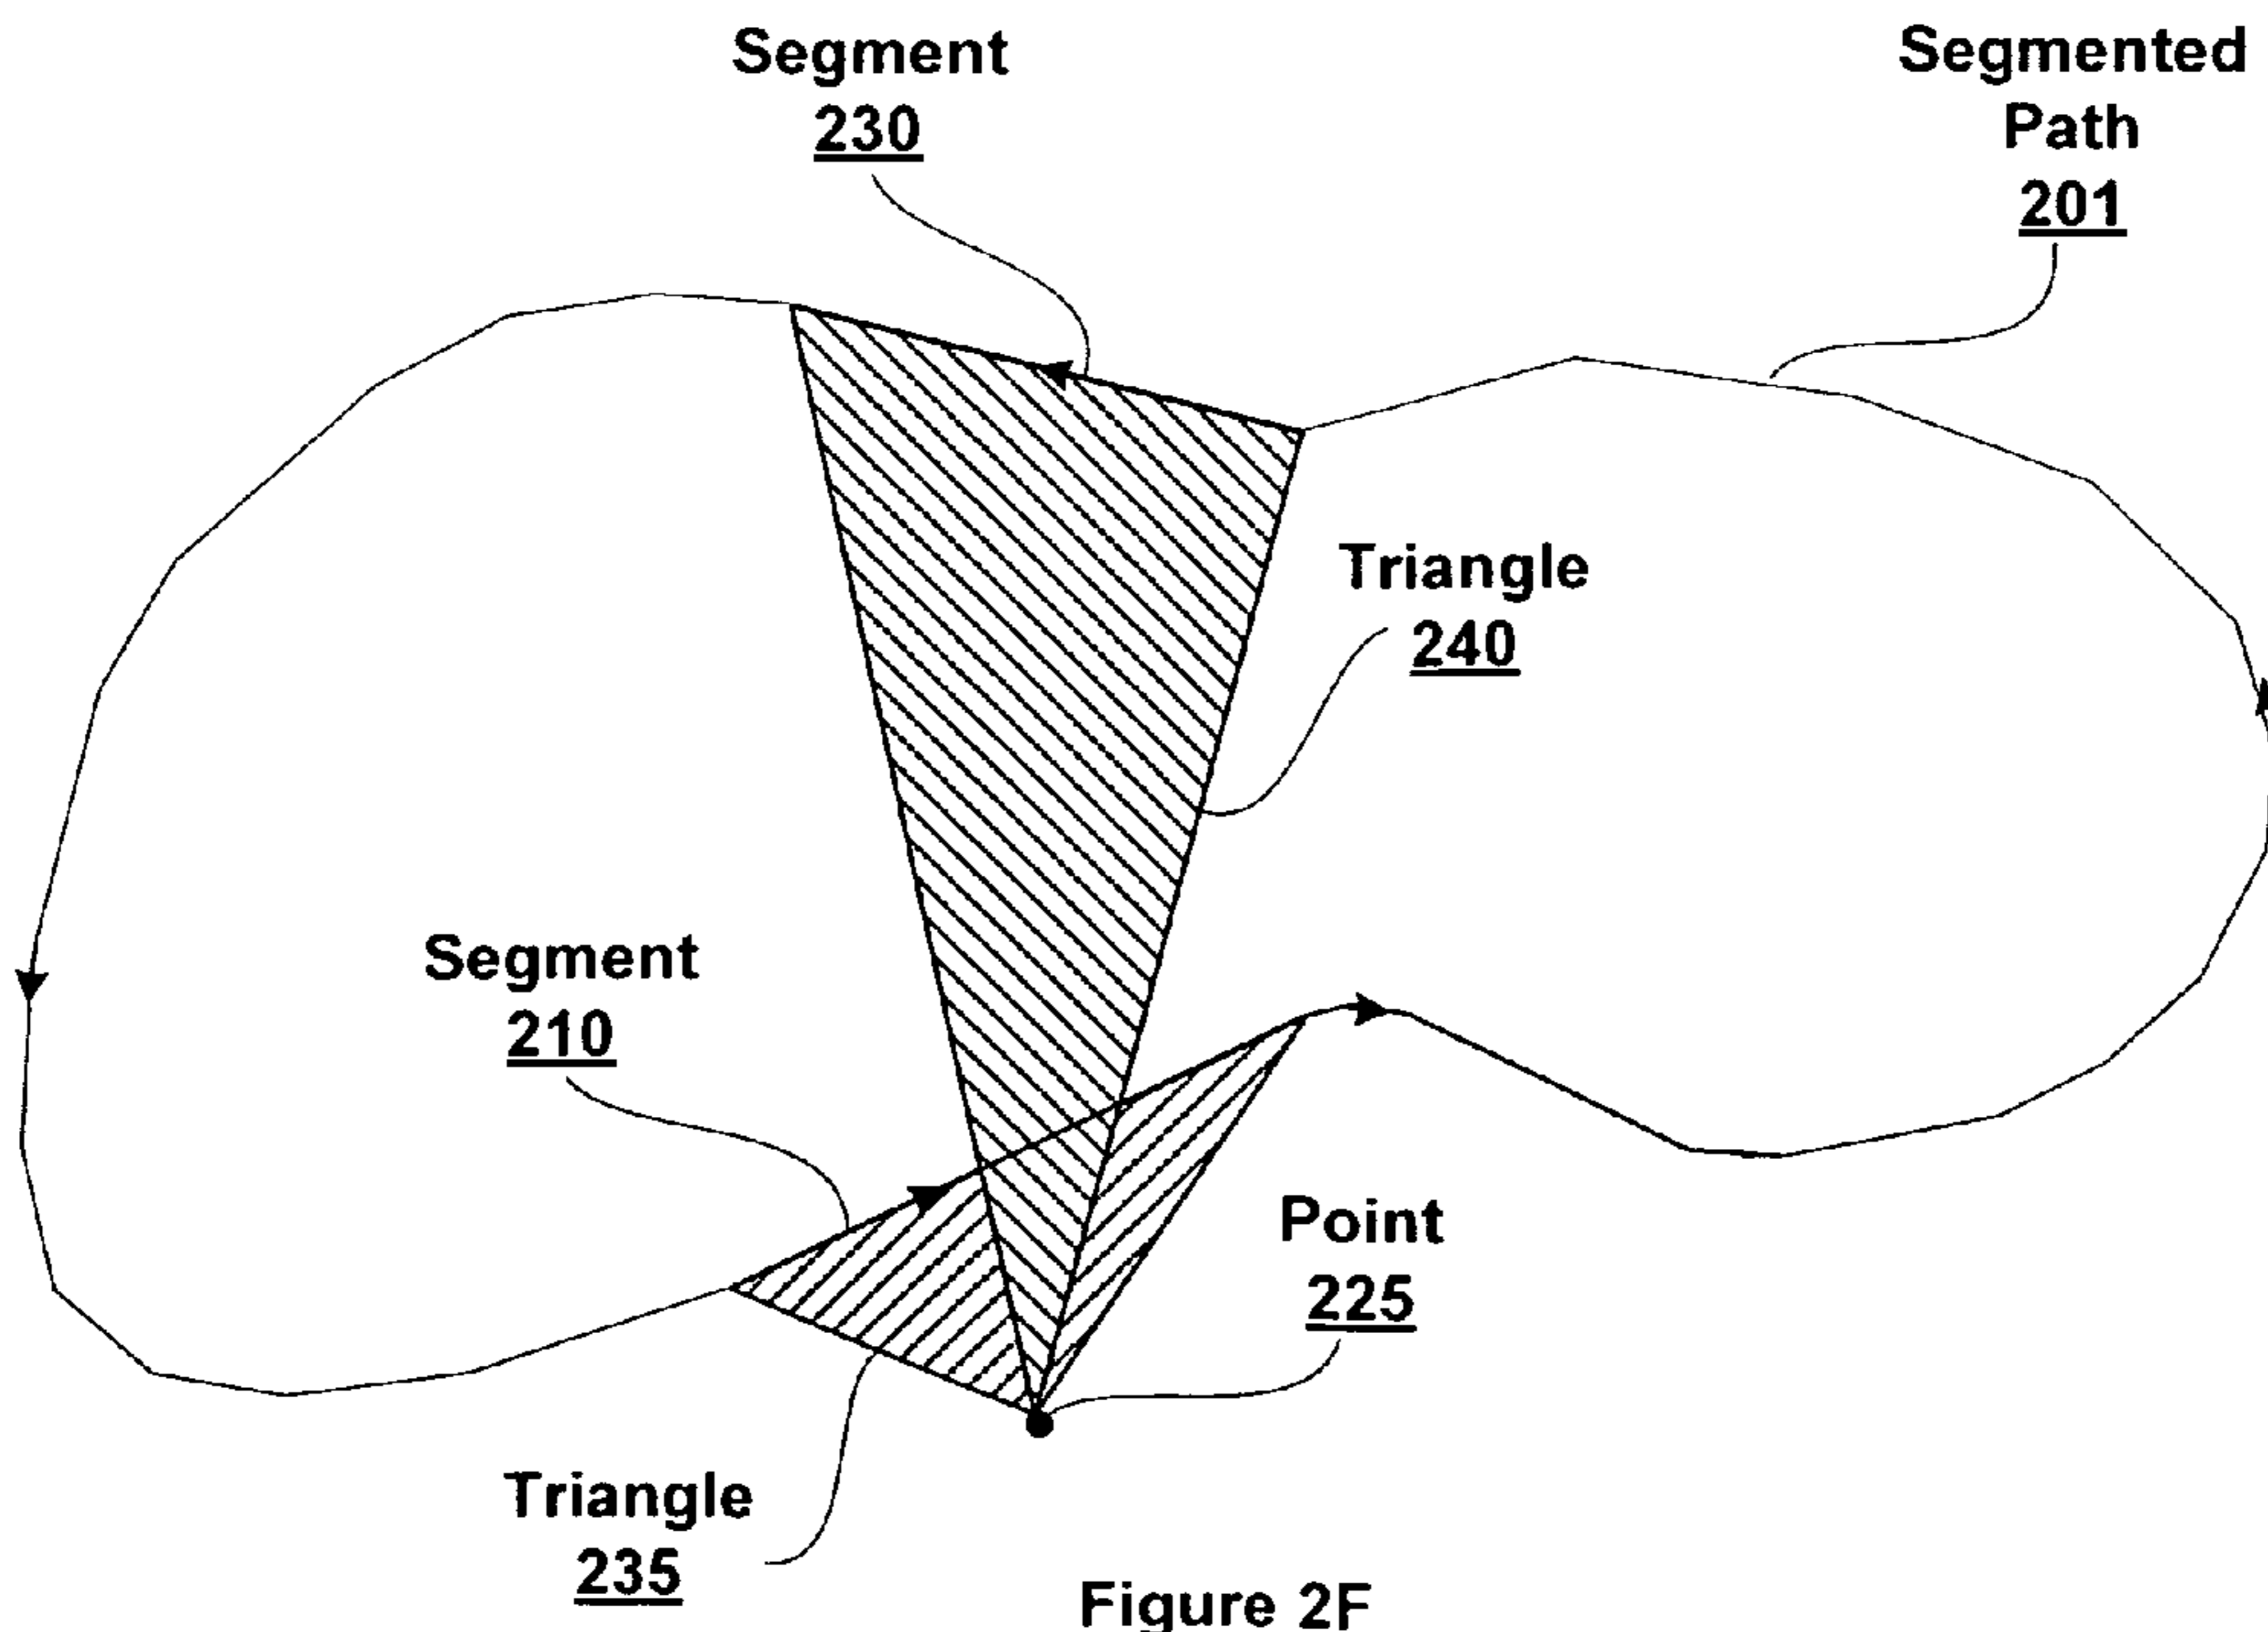 Segment
230
Segmented
Path
201
Triangle
240
Segment
210
Point
225
Triangle
235
Figure 2F